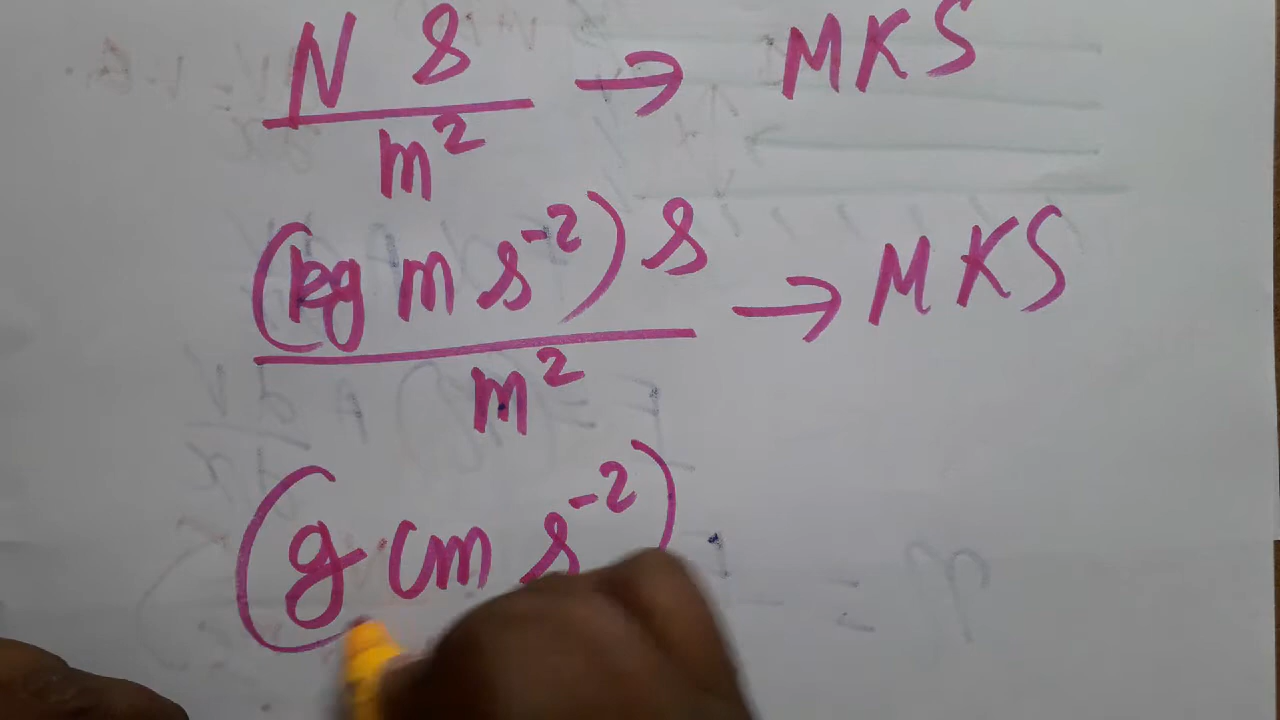 N s → MKS
m²
(kg m s⁻²) s → MKS
m²
(g cm s⁻²)